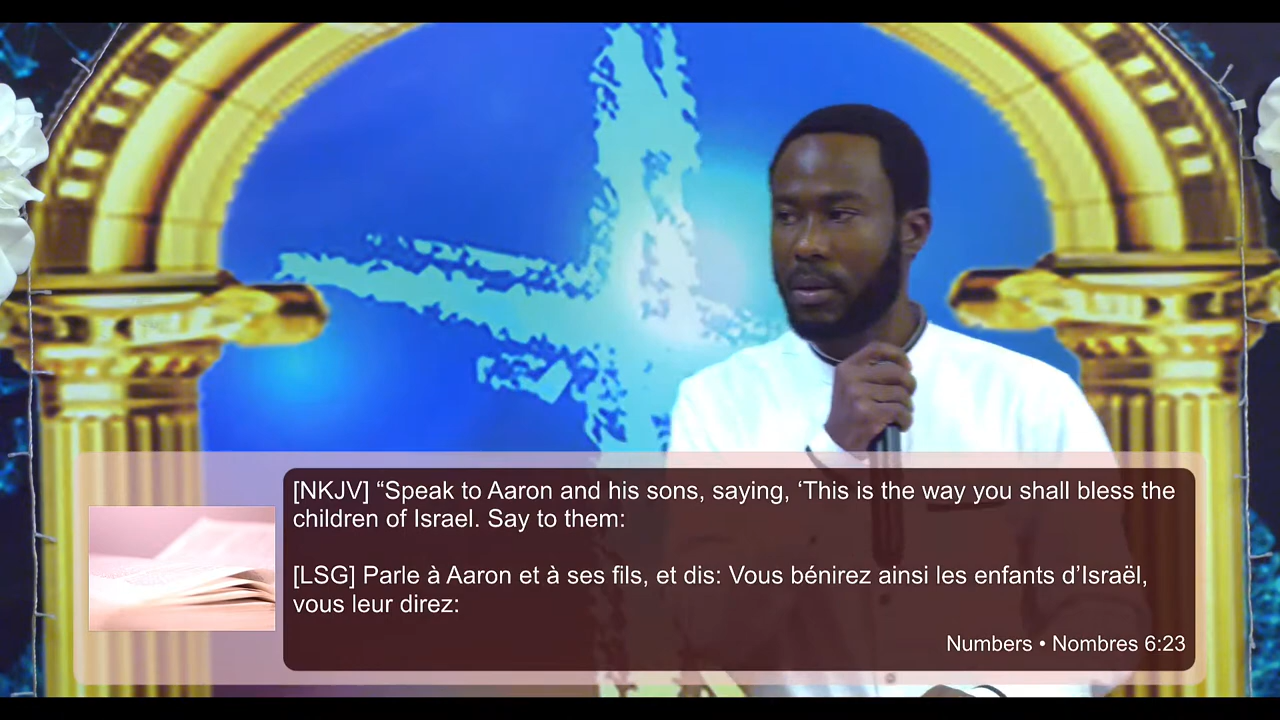 [NKJV] “Speak to Aaron and his sons, saying, ‘This is the way you shall bless the
children of Israel. Say to them:
[LSG] Parle à Aaron et à ses fils, et dis: Vous bénirez ainsi les enfants d’Israël,
vous leur direz:
Numbers • Nombres 6:23